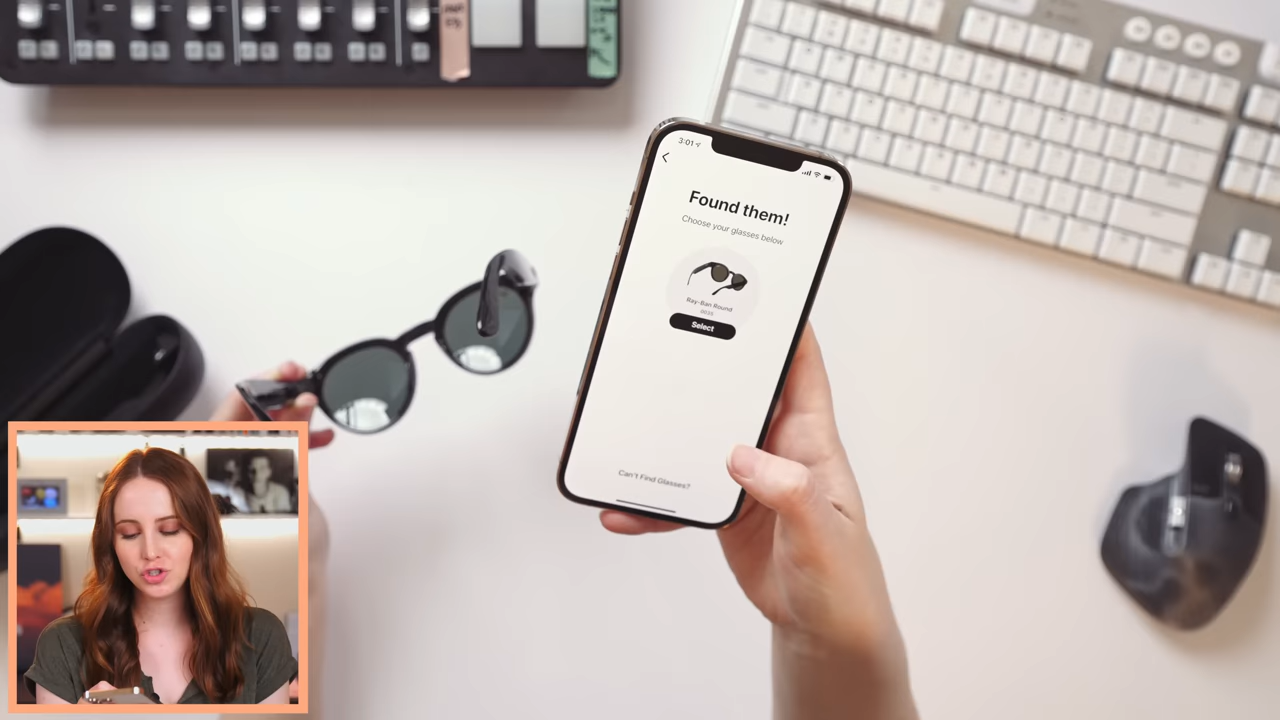 3:01
Found them!
Choose your glasses below
Ray-Ban Round
Select
Can't Find Glasses?